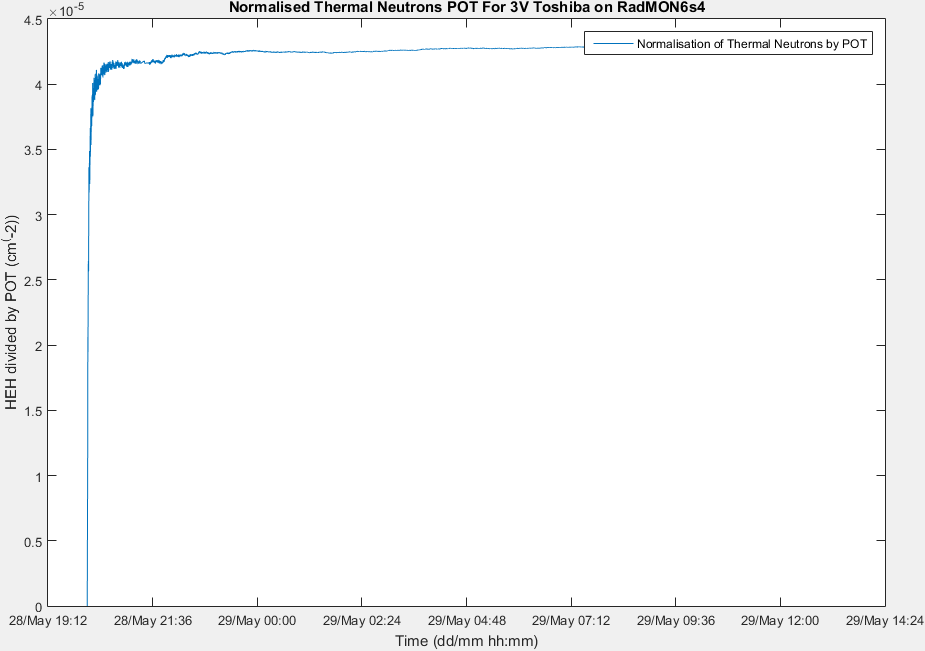 Normalised Thermal Neutrons POT For 3V Toshiba on RadMON6s4
× 10^-5
Normalisation of Thermal Neutrons by POT
4.5
4
3.5
3
2.5
2
1.5
1
0.5
0
HEH divided by POT (cm(-2))
28/May 19:12 28/May 21:36 29/May 00:00 29/May 02:24 29/May 04:48 29/May 07:12 29/May 09:36 29/May 12:00 29/May 14:24
Time (dd/mm hh:mm)